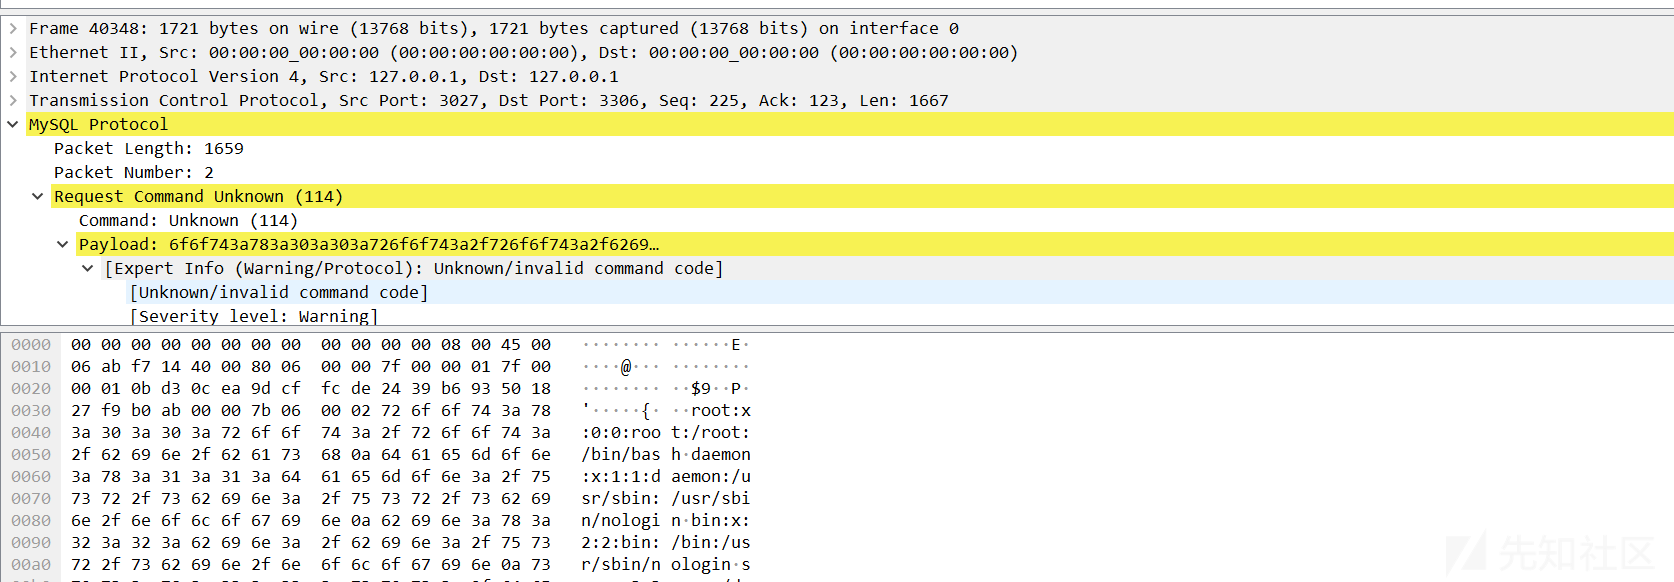 Frame 40348: 1721 bytes on wire (13768 bits), 1721 bytes captured (13768 bits) on interface 0
Ethernet II, Src: 00:00:00_00:00:00 (00:00:00:00:00:00), Dst: 00:00:00_00:00:00 (00:00:00:00:00:00)
Internet Protocol Version 4, Src: 127.0.0.1, Dst: 127.0.0.1
Transmission Control Protocol, Src Port: 3027, Dst Port: 3306, Seq: 225, Ack: 123, Len: 1667
MySQL Protocol
Packet Length: 1659
Packet Number: 2
Request Command Unknown (114)
Command: Unknown (114)
Payload: 6f6f743a783a303a303a726f6f743a2f726f6f743a2f6269…
[Expert Info (Warning/Protocol): Unknown/invalid command code]
[Unknown/invalid command code]
[Severity level: Warning]
0000 00 00 00 00 00 00 00 00 00 00 00 00 08 00 45 00 ········ ······E·
0010 06 ab f7 14 40 00 80 06 00 00 7f 00 00 01 7f 00 ····@··· ········
0020 00 01 0b d3 0c ea 9d cf fc de 24 39 b6 93 50 18 ········ ··$9··P·
0030 27 f9 b0 ab 00 00 7b 06 00 02 72 6f 6f 74 3a 78 '·····{· ··root:x
0040 3a 30 3a 30 3a 72 6f 6f 74 3a 2f 72 6f 6f 74 3a :0:0:roo t:/root:
0050 2f 62 69 6e 2f 62 61 73 68 0a 64 61 65 6d 6f 6e /bin/bas h·daemon
0060 3a 78 3a 31 3a 31 3a 64 61 65 6d 6f 6e 3a 2f 75 :x:1:1:d aemon:/u
0070 73 72 2f 73 62 69 6e 3a 2f 75 73 72 2f 73 62 69 sr/sbin: /usr/sbi
0080 6e 2f 6e 6f 6c 6f 67 69 6e 0a 62 69 6e 3a 78 3a n/nologi n·bin:x:
0090 32 3a 32 3a 62 69 6e 3a 2f 62 69 6e 3a 2f 75 73 2:2:bin: /bin:/us
00a0 72 2f 73 62 69 6e 2f 6e 6f 6c 6f 67 69 6e 0a 73 r/sbin/n ologin·s
先知社区